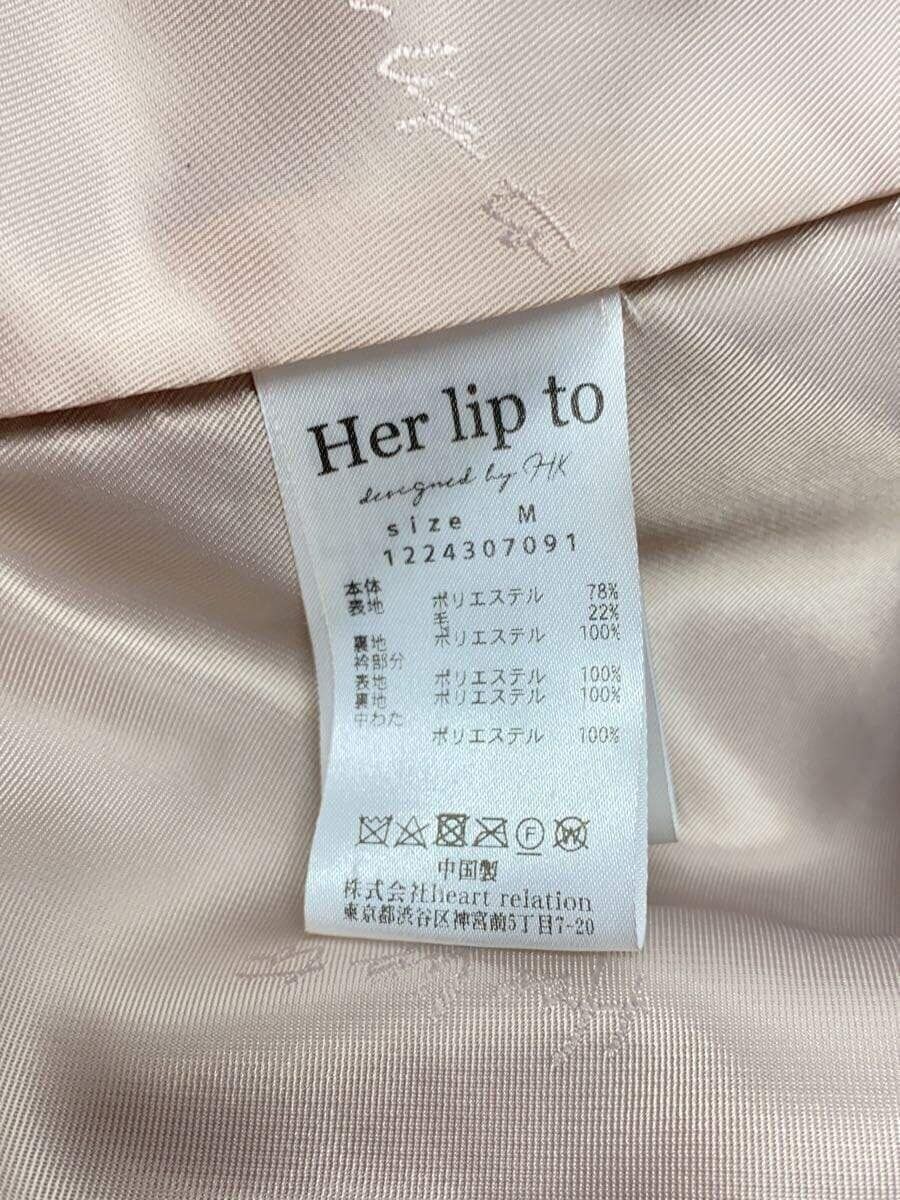 Her lip to
designed by HK
size M
1224307091
本体
表地 ポリエステル 78%
毛 22%
裏地 ポリエステル 100%
衿部分
表地 ポリエステル 100%
裏地 ポリエステル 100%
中わた
ポリエステル 100%
F W
中国製
株式会社heart relation
東京都渋谷区神宮前5丁目7-20